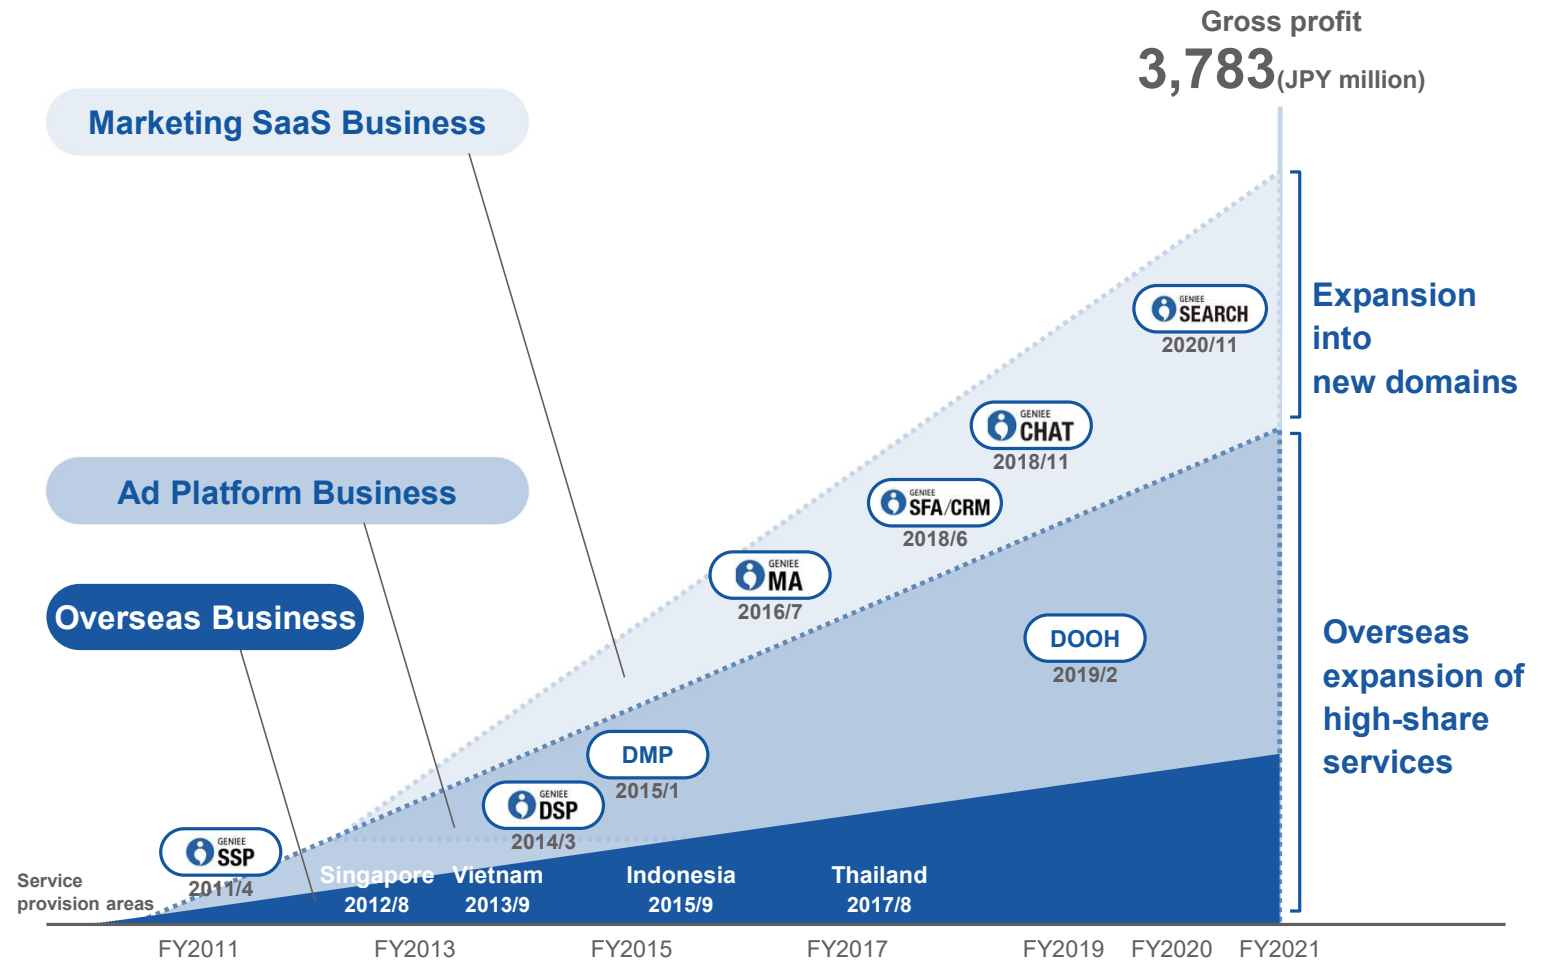 Gross profit
3,783(JPY million)
Marketing SaaS Business
Ad Platform Business
Overseas Business
GENIEE
SEARCH
2020/11
GENIEE
CHAT
2018/11
GENIEE
SFA/CRM
2018/6
GENIEE
MA
2016/7
DOOH
2019/2
DMP
2015/1
GENIEE
DSP
2014/3
GENIEE
SSP
2011/4
Expansion
into
new domains
Overseas
expansion of
high-share
services
Service
provision areas
Singapore
2012/8
Vietnam
2013/9
Indonesia
2015/9
Thailand
2017/8
FY2011
FY2013
FY2015
FY2017
FY2019
FY2020
FY2021